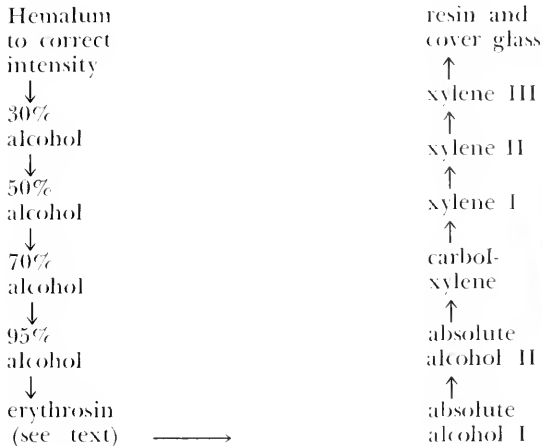 Hemalum
to correct
intensity
↓
30%
alcohol
↓
50%
alcohol
↓
70%
alcohol
↓
95%
alcohol
↓
erythrosin
(see text) →
absolute
alcohol I
↑
absolute
alcohol II
↑
carbol-
xylene
↑
xylene I
↑
xylene II
↑
xylene III
↑
resin and
cover glass